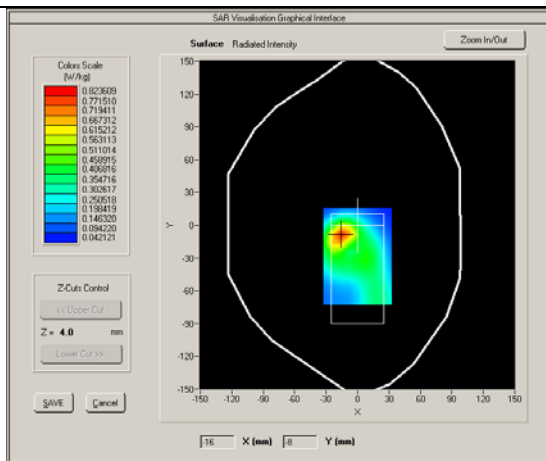 SAR Visualisation Graphical Interface
Surface Radiated Intensity
Zoom In/Out
Colors Scale
(W/kg)
0.823609
0.771510
0.719411
0.667312
0.615212
0.563113
0.511014
0.458915
0.406816
0.354716
0.302617
0.250518
0.198419
0.146320
0.094220
0.042121
Z-Cuts Control
<< Upper Cut
Z = 4.0 mm
Lower Cut >>
SAVE Cancel
150
120
90
60
30
0
-30
-60
-90
-120
-150
Y
-150 -120 -90 -60 -30 0 30 60 90 120 150
X
-16 X (mm) -8 Y (mm)